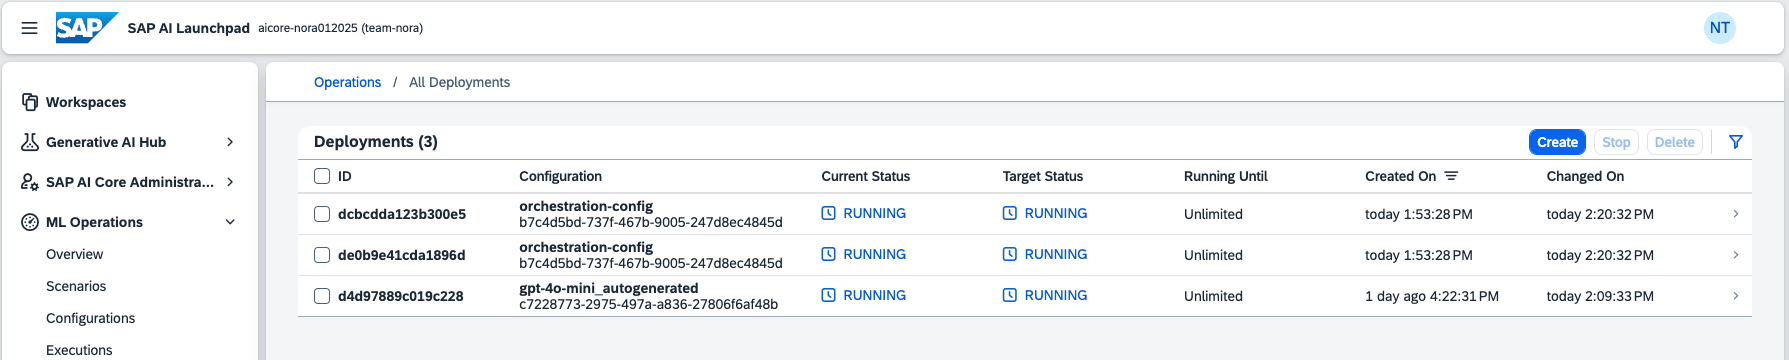 SAP SAP AI Launchpad aicore-nora012025 (team-nora) NT
Workspaces
Generative AI Hub
SAP AI Core Administra...
ML Operations
Overview
Scenarios
Configurations
Executions
Operations / All Deployments
Deployments (3) Create Stop Delete
ID Configuration Current Status Target Status Running Until Created On Changed On
dcbcdda123b300e5 orchestration-config RUNNING RUNNING Unlimited today 1:53:28 PM today 2:20:32 PM
b7c4d5bd-737f-467b-9005-247d8ec4845d
de0b9e41cda1896d orchestration-config RUNNING RUNNING Unlimited today 1:53:28 PM today 2:20:32 PM
b7c4d5bd-737f-467b-9005-247d8ec4845d
d4d97889c019c228 gpt-4o-mini_autogenerated RUNNING RUNNING Unlimited 1 day ago 4:22:31 PM today 2:09:33 PM
c7228773-2975-497a-a836-27806f6af48b